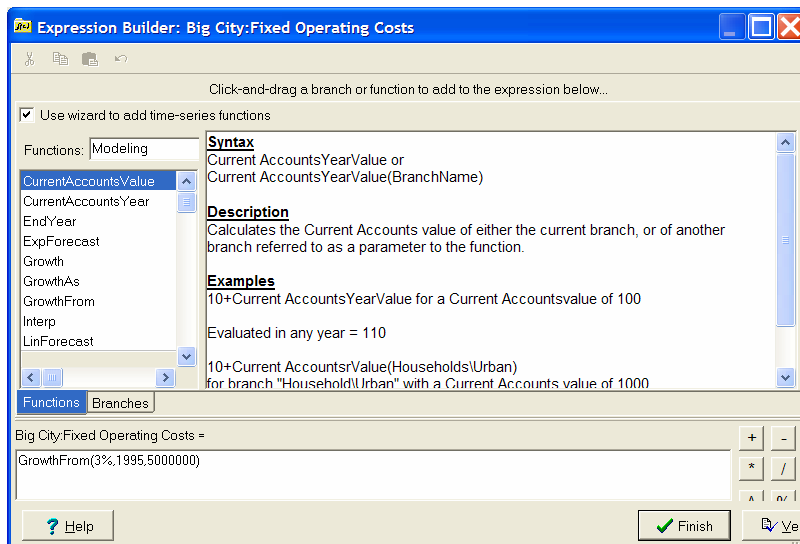 Expression Builder: Big City:Fixed Operating Costs
Click-and-drag a branch or function to add to the expression below...
Use wizard to add time-series functions
Functions: Modeling
CurrentAccountsValue
CurrentAccountsYear
EndYear
ExpForecast
Growth
GrowthAs
GrowthFrom
Interp
LinForecast
Syntax
Current AccountsYearValue or
Current AccountsYearValue(BranchName)
Description
Calculates the Current Accounts value of either the current branch, or of another
branch referred to as a parameter to the function.
Examples
10+Current AccountsYearValue for a Current Accountsvalue of 100
Evaluated in any year = 110
10+Current AccountsrValue(Households\Urban)
for branch "Household\Urban" with a Current Accounts value of 1000
Functions Branches
Big City:Fixed Operating Costs =
GrowthFrom(3%,1995,5000000)
+ -
* /
^ %
? Help Finish Ve